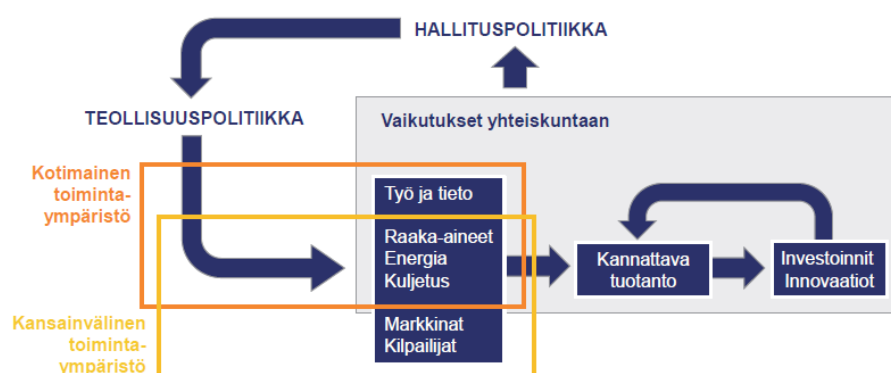 HALLITUSPOLITIIKKA
TEOLLISUUSPOLITIIKKA
Vaikutukset yhteiskuntaan
Kotimainen
toiminta-
ympäristö
Työ ja tieto
Raaka-aineet
Energia
Kuljetus
Kannattava
tuotanto
Investoinnit
Innovaatiot
Kansainvälinen
toiminta-
ympäristö
Markkinat
Kilpailijat